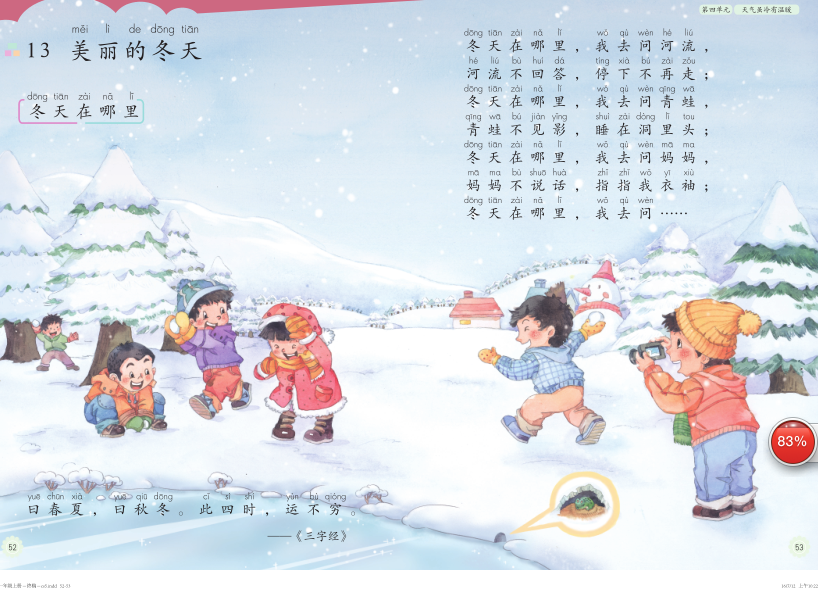 第四单元 天气虽冷有温暖
měi lì de dōng tiān
13 美丽的冬天
dōng tiān zài nǎ lǐ
冬天在哪里
dōng tiān zài nǎ lǐ wǒ qù wèn hé liú
冬天在哪里，我去问河流，
hé liú bù huí dá tíng xià bú zài zǒu
河流不回答，停下不再走；
dōng tiān zài nǎ lǐ wǒ qù wèn qīng wā
冬天在哪里，我去问青蛙，
qīng wā bú jiàn yǐng shuì zài dòng lǐ tou
青蛙不见影，睡在洞里头；
dōng tiān zài nǎ lǐ wǒ qù wèn mā ma
冬天在哪里，我去问妈妈，
mā ma bù shuō huà zhǐ zhǐ wǒ yī xiù
妈妈不说话，指指我衣袖；
dōng tiān zài nǎ lǐ wǒ qù wèn
冬天在哪里，我去问……
83%
yuē chūn xià yuē qiū dōng cǐ sì shí yùn bù qióng
曰春夏，曰秋冬。此四时，运不穷。
——《三字经》
52
53